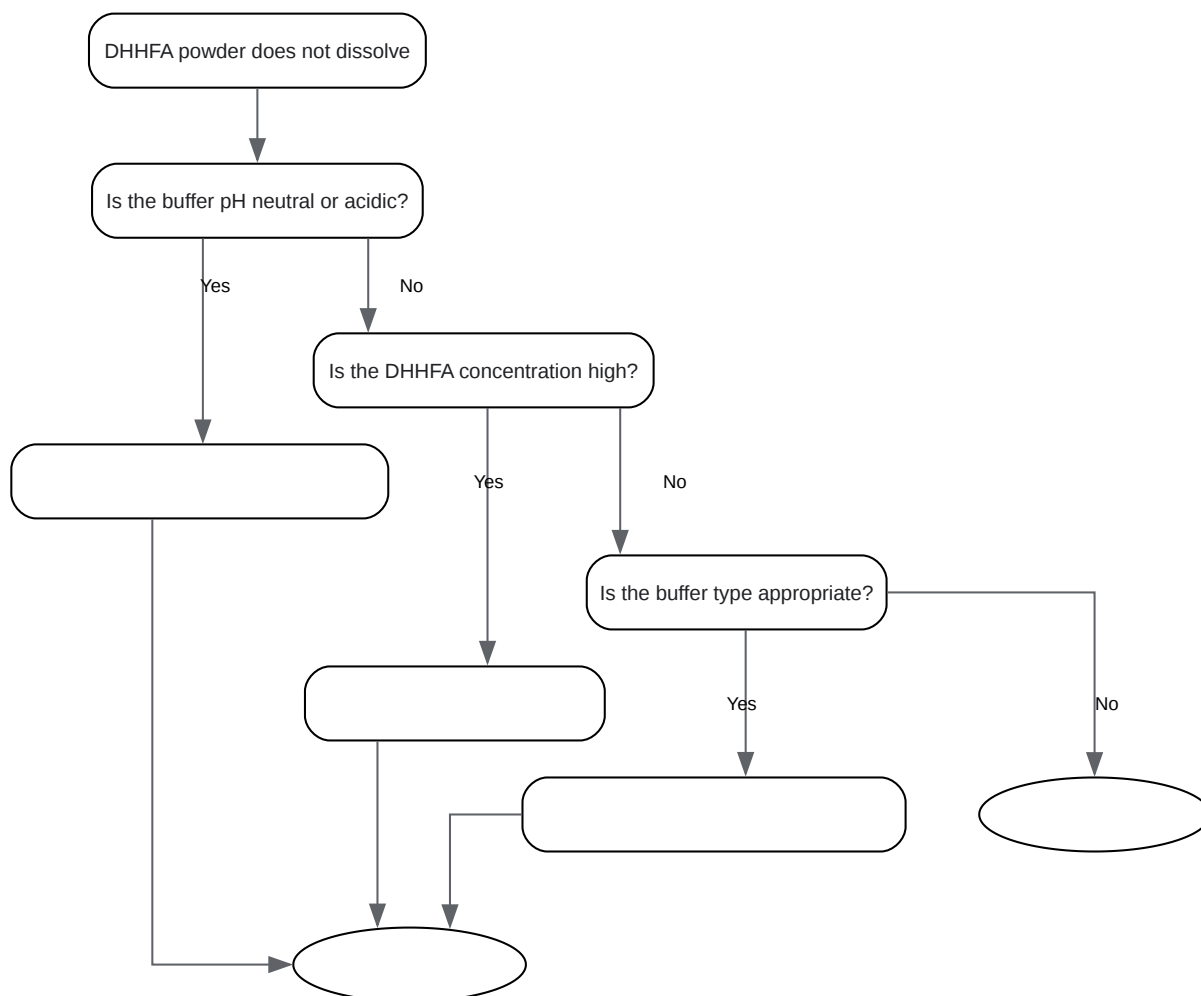 DHHFA powder does not dissolve
Is the buffer pH neutral or acidic?
Yes
No
Is the DHHFA concentration high?
Yes
No
Is the buffer type appropriate?
Yes
No